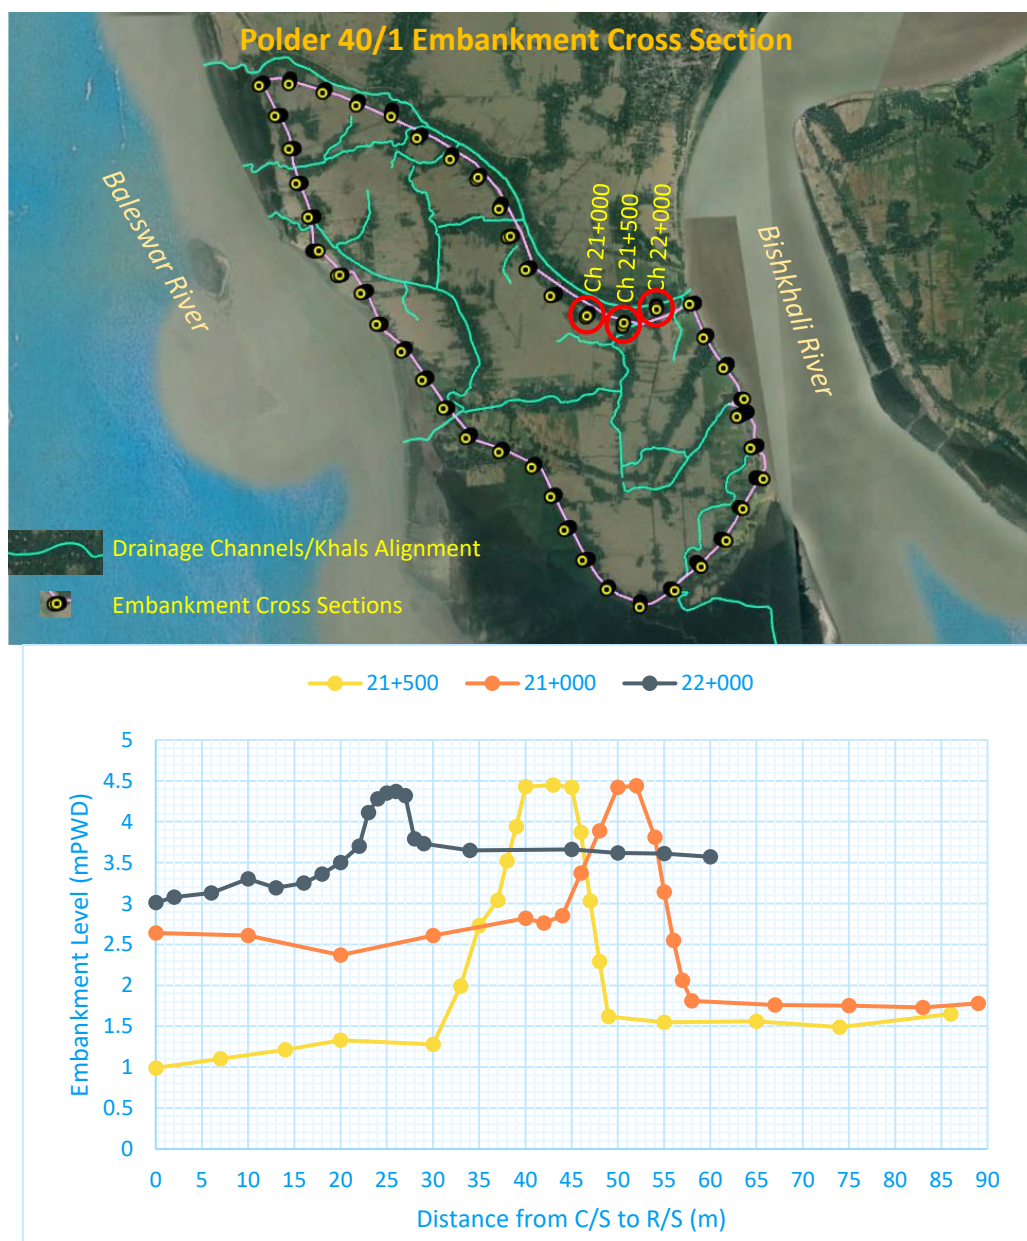 Polder 40/1 Embankment Cross Section
Baleswar River
Ch 21+000
Ch 21+500
Ch 22+000
Bishkhali River
Drainage Channels/Khals Alignment
Embankment Cross Sections
21+500 21+000 22+000
Embankment Level (mPWD)
5
4.5
4
3.5
3
2.5
2
1.5
1
0.5
0
0 5 10 15 20 25 30 35 40 45 50 55 60 65 70 75 80 85 90
Distance from C/S to R/S (m)